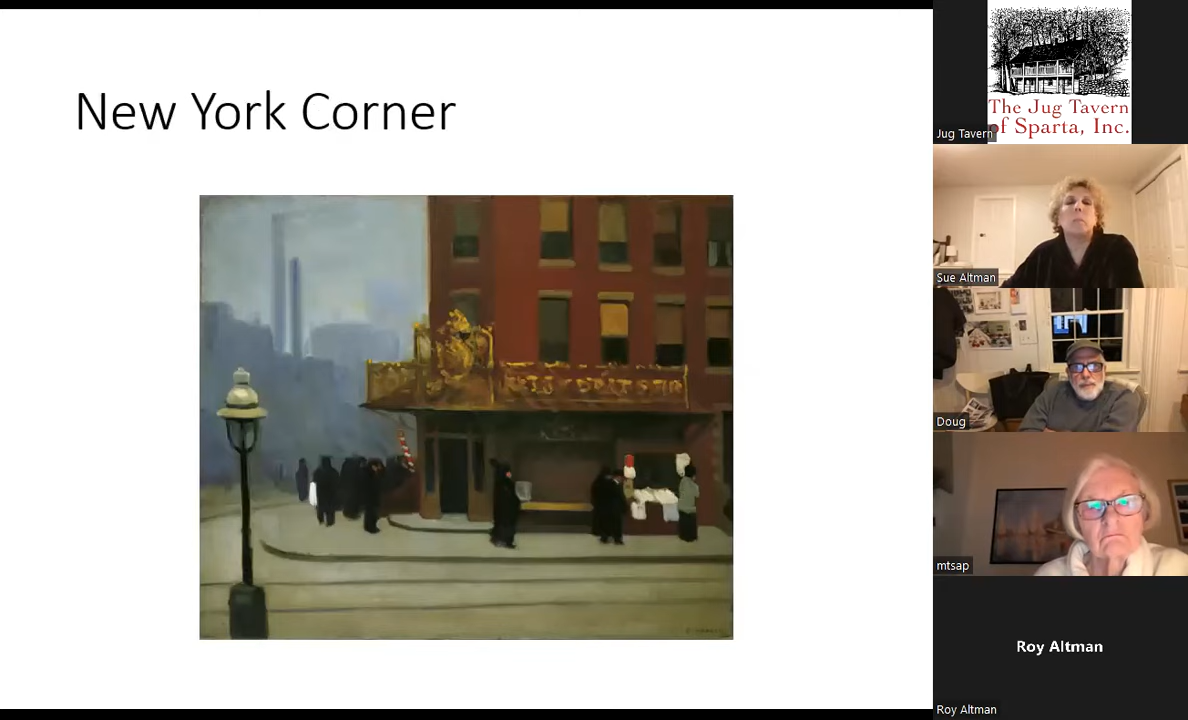 New York Corner
The Jug Tavern
of Sparta, Inc.
Jug Tavern
Sue Altman
Doug
mtsap
Roy Altman
Roy Altman